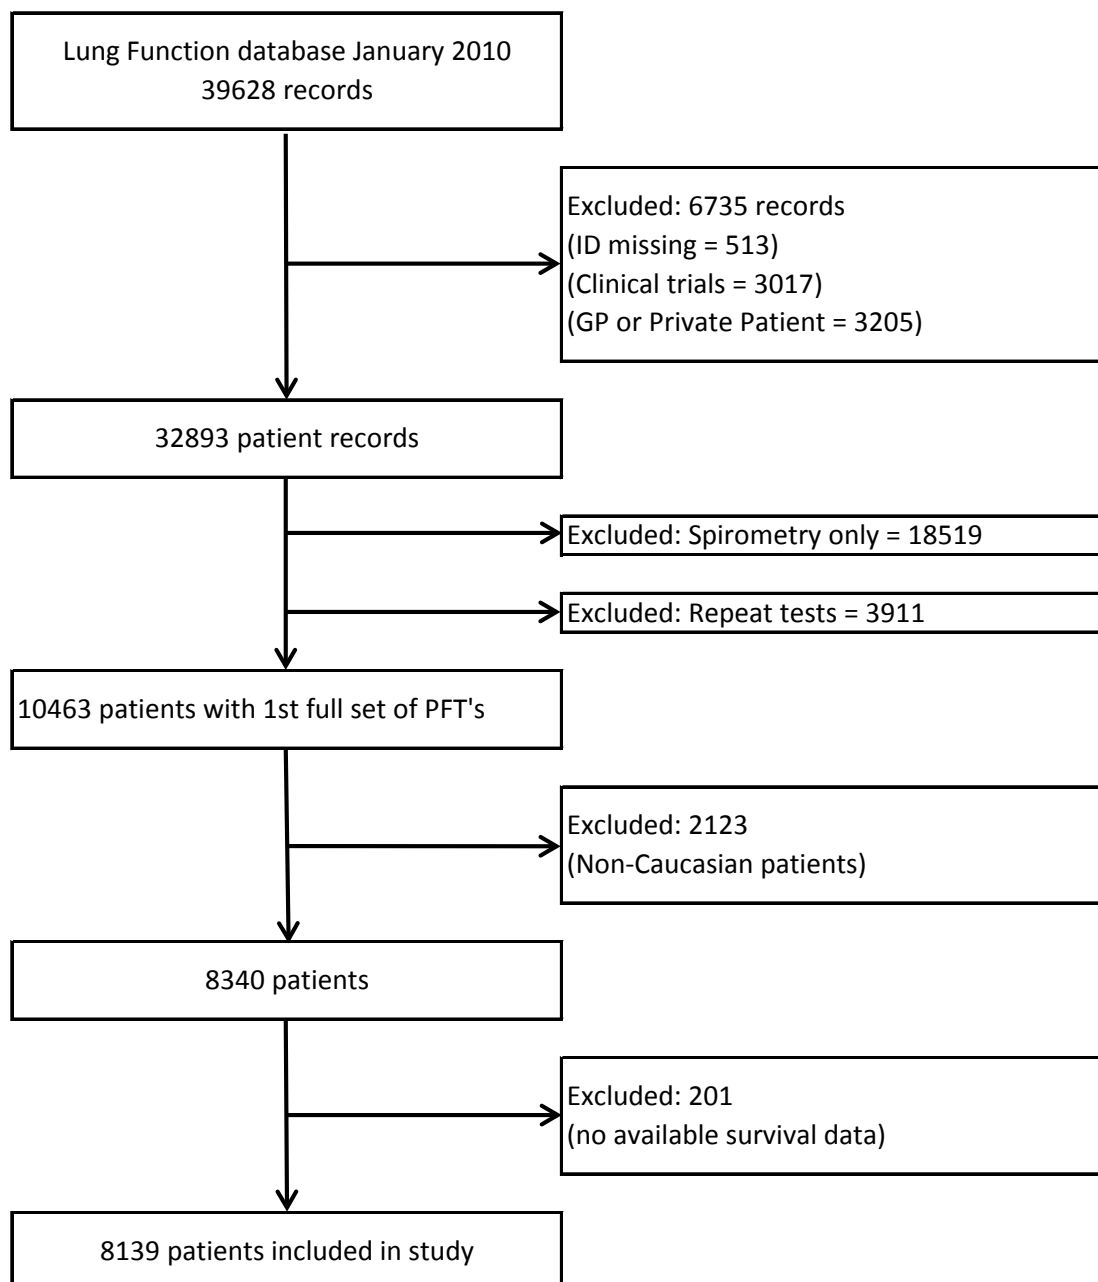 Lung Function database January 2010
39628 records
Excluded: 6735 records
(ID missing = 513)
(Clinical trials = 3017)
(GP or Private Patient = 3205)
32893 patient records
Excluded: Spirometry only = 18519
Excluded: Repeat tests = 3911
10463 patients with 1st full set of PFT's
Excluded: 2123
(Non-Caucasian patients)
8340 patients
Excluded: 201
(no available survival data)
8139 patients included in study